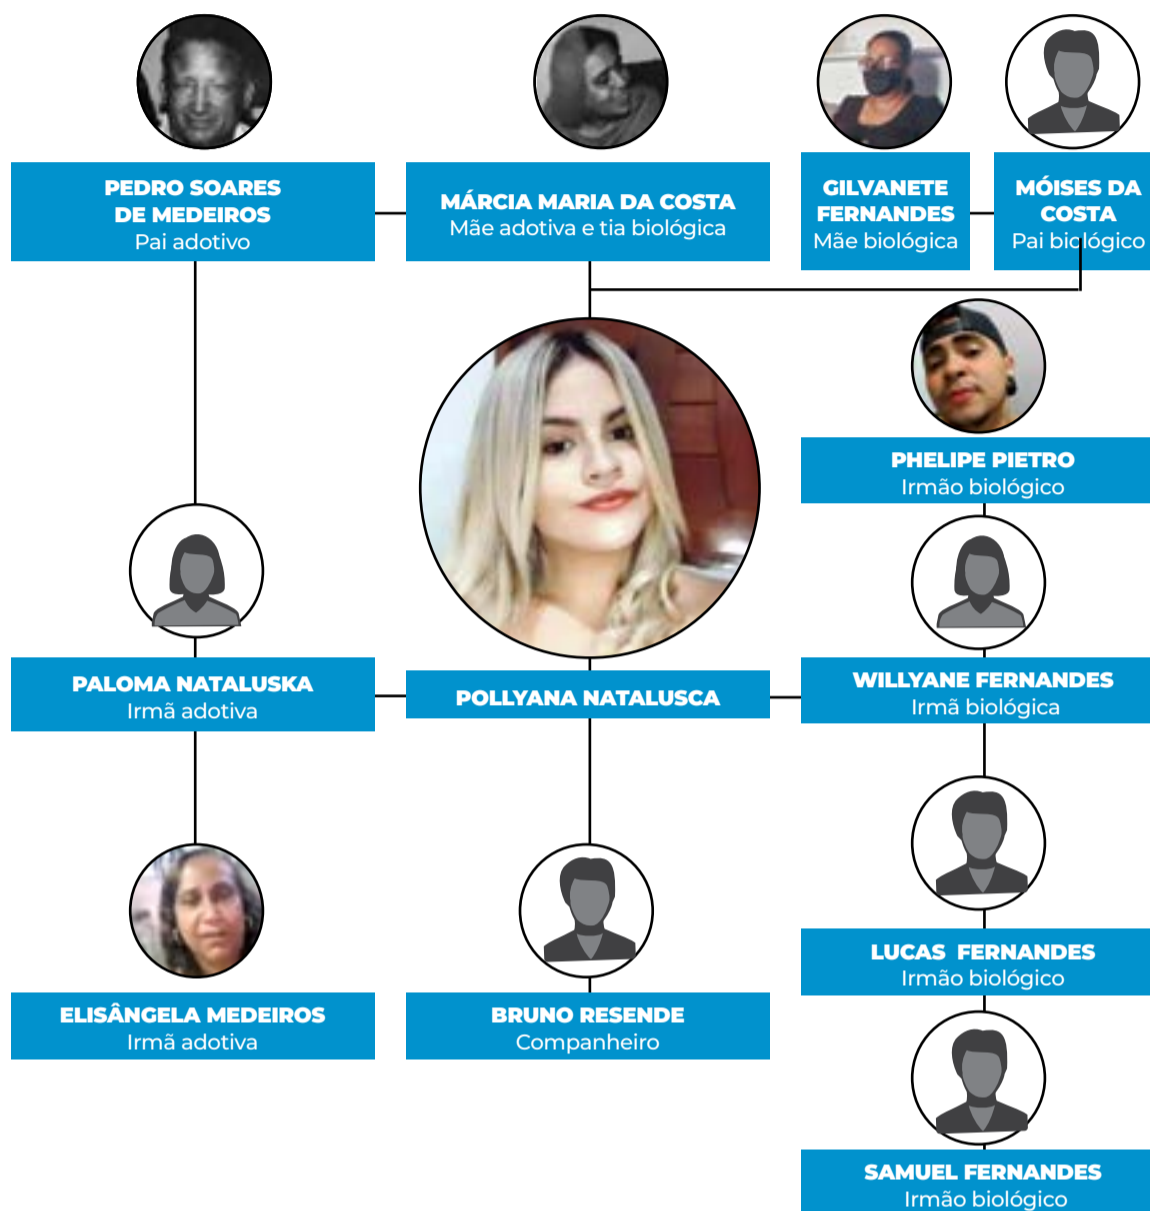 PEDRO SOARES
DE MEDEIROS
Pai adotivo
MÁRCIA MARIA DA COSTA
Mãe adotiva e tia biológica
GILVANETE
FERNANDES
Mãe biológica
MÓISES DA
COSTA
Pai biológico
PHELIPE PIETRO
Irmão biológico
PALOMA NATALUSKA
Irmã adotiva
POLLYANA NATALUSCA
WILLYANE FERNANDES
Irmã biológica
LUCAS FERNANDES
Irmão biológico
ELISÂNGELA MEDEIROS
Irmã adotiva
BRUNO RESENDE
Companheiro
SAMUEL FERNANDES
Irmão biológico